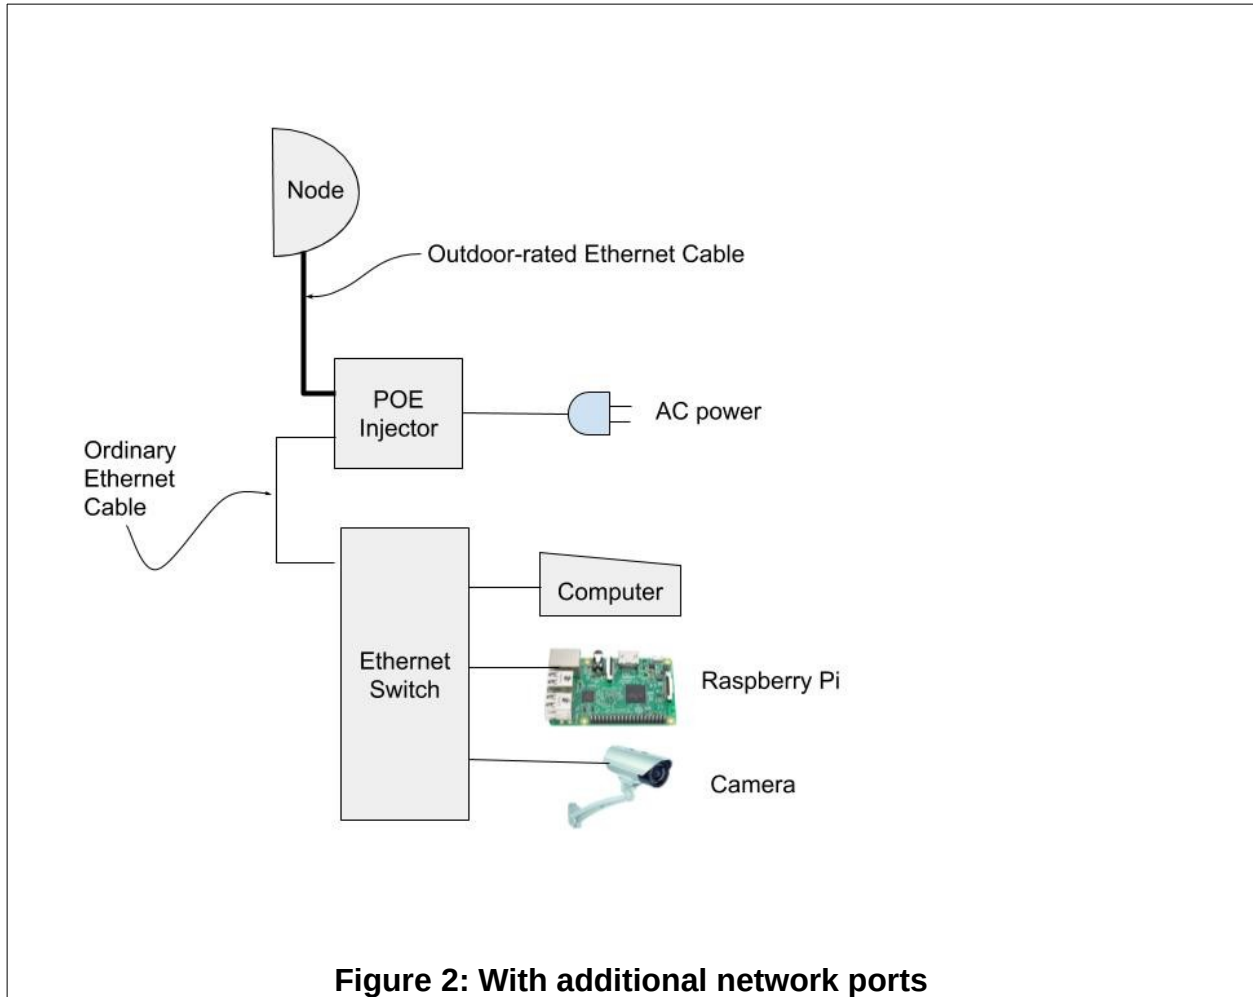 Node
Outdoor-rated Ethernet Cable
POE
Injector
AC power
Ordinary
Ethernet
Cable
Computer
Ethernet
Switch
Raspberry Pi
Camera
Figure 2: With additional network ports